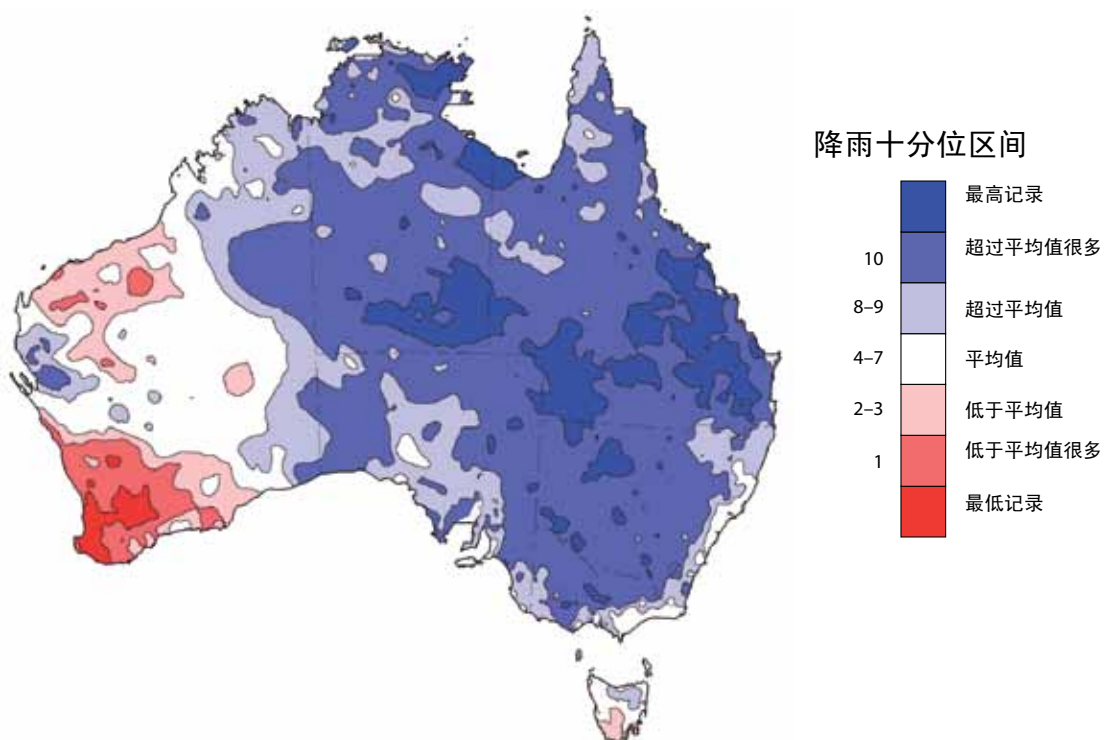 降雨十分位区间
最高记录
10 超过平均值很多
8–9 超过平均值
4–7 平均值
2–3 低于平均值
1 低于平均值很多
最低记录